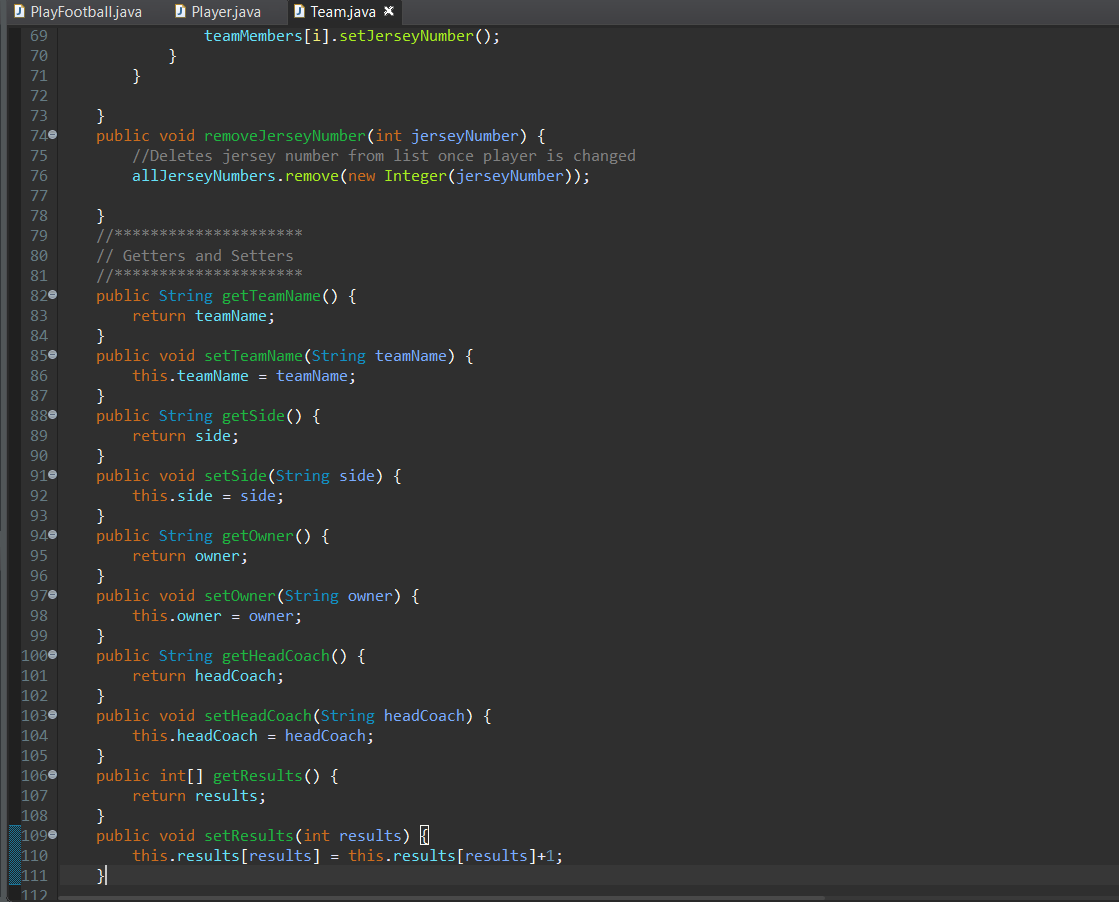 PlayFootball.java Player.java Team.java
69 teamMembers[i].setJerseyNumber();
70 }
71 }
72
73 }
74 public void removeJerseyNumber(int jerseyNumber) {
75 //Deletes jersey number from list once player is changed
76 allJerseyNumbers.remove(new Integer(jerseyNumber));
77
78 }
79 //*********************
80 // Getters and Setters
81 //*********************
82 public String getTeamName() {
83 return teamName;
84 }
85 public void setTeamName(String teamName) {
86 this.teamName = teamName;
87 }
88 public String getSide() {
89 return side;
90 }
91 public void setSide(String side) {
92 this.side = side;
93 }
94 public String getOwner() {
95 return owner;
96 }
97 public void setOwner(String owner) {
98 this.owner = owner;
99 }
100 public String getHeadCoach() {
101 return headCoach;
102 }
103 public void setHeadCoach(String headCoach) {
104 this.headCoach = headCoach;
105 }
106 public int[] getResults() {
107 return results;
108 }
109 public void setResults(int results) {
110 this.results[results] = this.results[results]+1;
111 }
112